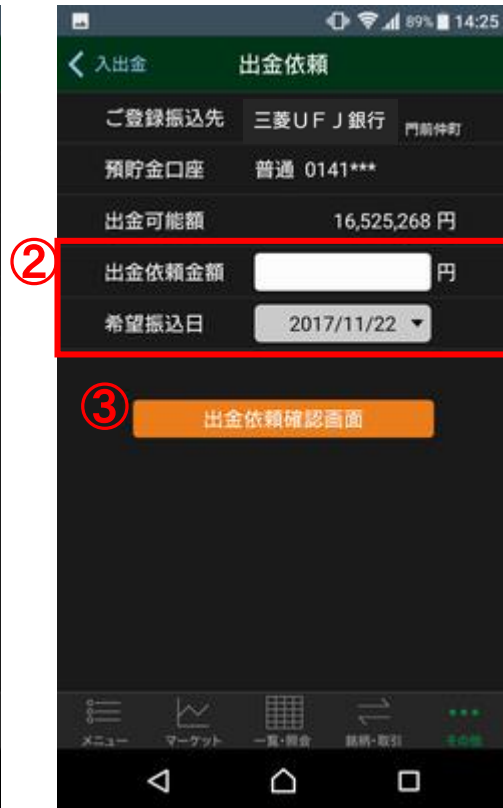 89% 14:25
入出金 出金依頼
ご登録振込先 三菱UFJ銀行 門前仲町
預貯金口座 普通 0141***
出金可能額 16,525,268 円
②
出金依頼金額 円
希望振込日 2017/11/22
③
出金依頼確認画面
メニュー マーケット 一覧・照会 銘柄・取引 その他